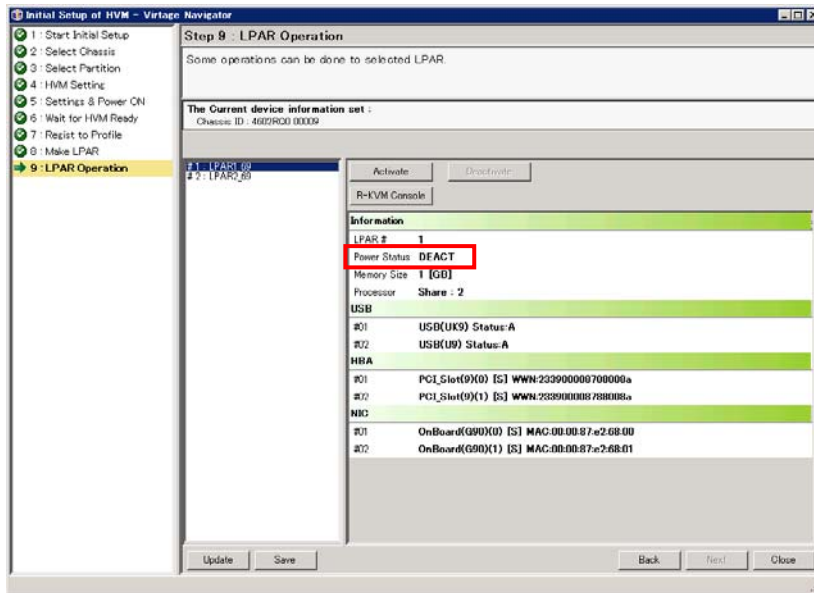 Initial Setup of HVM - Virtage Navigator
1 : Start Initial Setup
2 : Select Chassis
3 : Select Partition
4 : HVM Setting
5 : Settings & Power ON
6 : Wait for HVM Ready
7 : Regist to Profile
8 : Make LPAR
9 : LPAR Operation
Step 9 : LPAR Operation
Some operations can be done to selected LPAR.
The Current device information set :
Chassis ID : 4602RC0 00009
# 1 : LPAR1_69
# 2 : LPAR2_69
Activate
Deactivate
R-KVM Console
Information
LPAR # 1
Power Status DEACT
Memory Size 1 [GB]
Processor Share : 2
USB
#01 USB(UK9) Status:A
#02 USB(U9) Status:A
HBA
#01 PCI_Slot(9)(0) [S] WWN:233900008700008a
#02 PCI_Slot(9)(1) [S] WWN:233900008788008a
NIC
#01 OnBoard(G90)(0) [S] MAC:00:00:87:e2:68:00
#02 OnBoard(G90)(1) [S] MAC:00:00:87:e2:68:01
Update
Save
Back
Next
Close